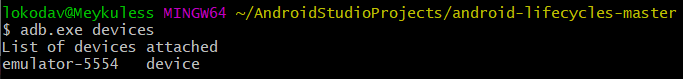 lokodav@Meykuless MINGW64 ~/AndroidStudioProjects/android-lifecycles-master
$ adb.exe devices
List of devices attached
emulator-5554   device